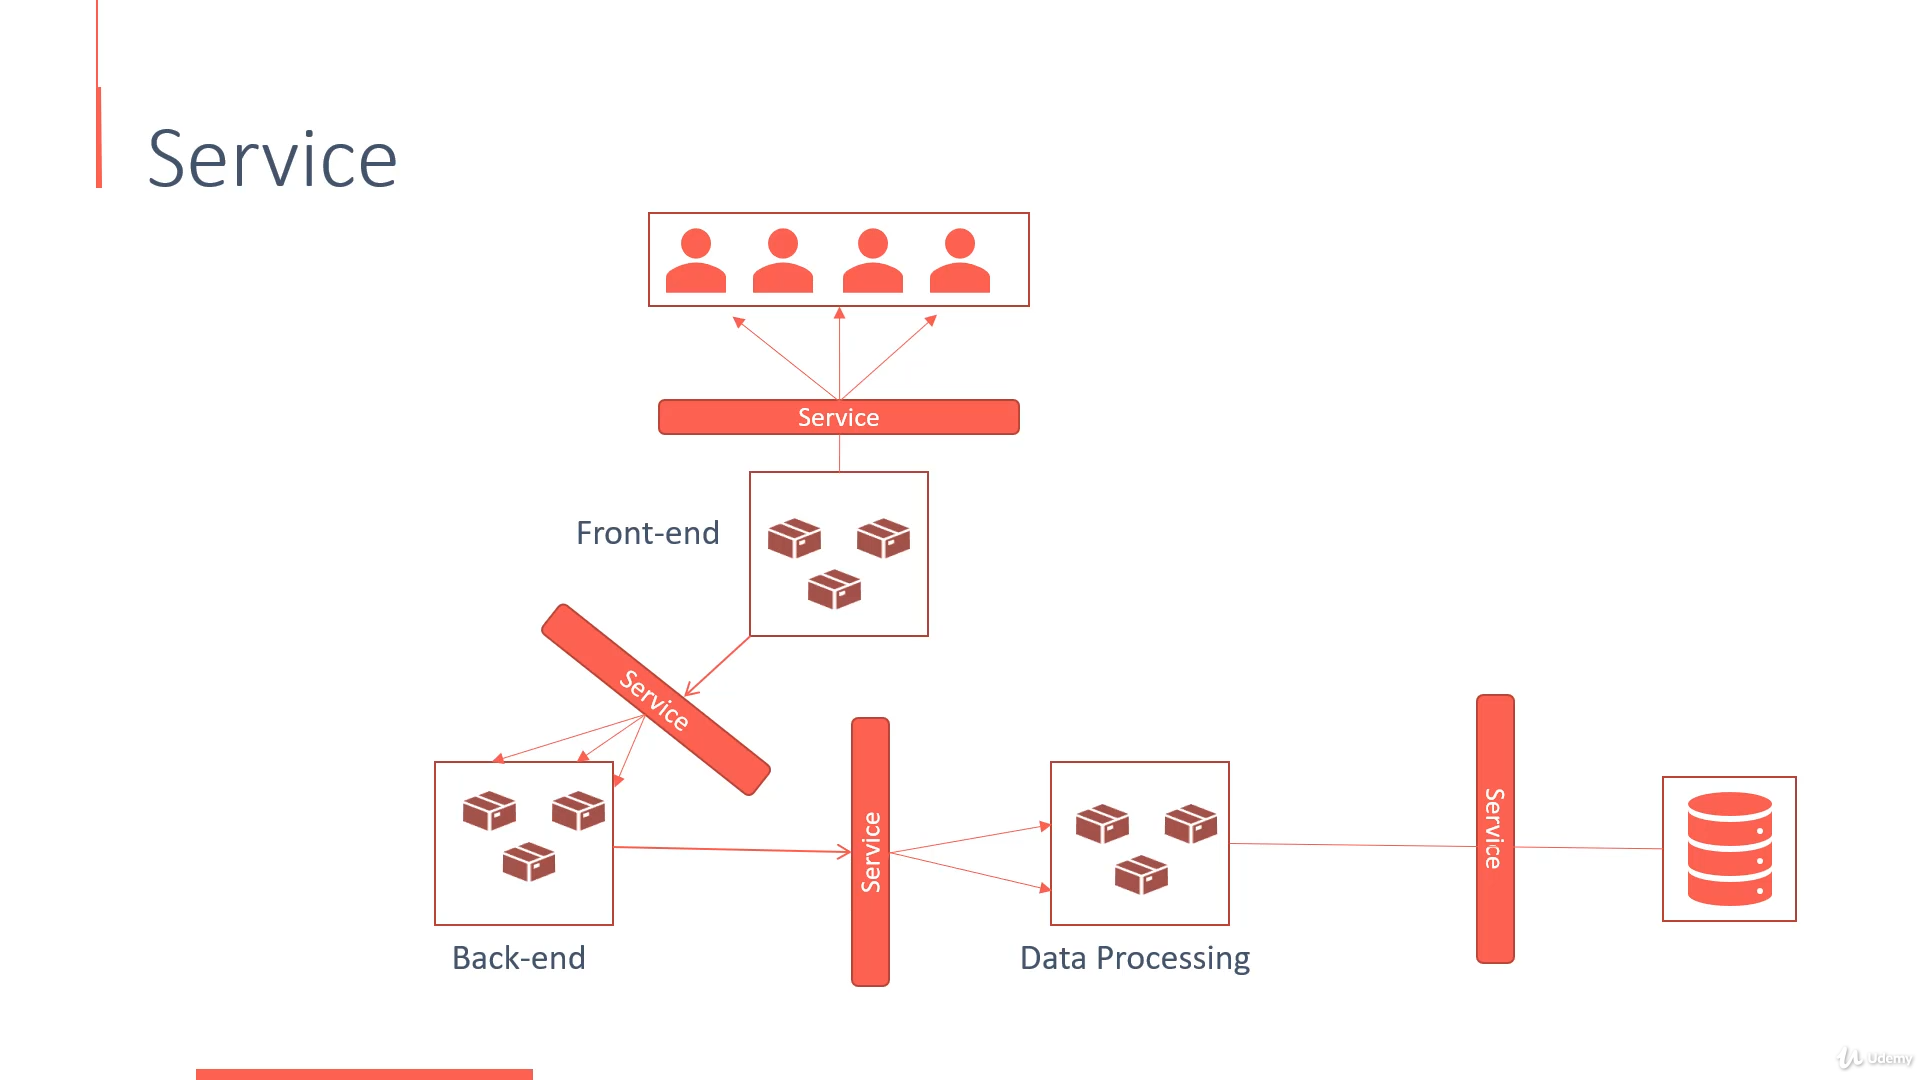 Service
Service
Front-end
Service
Service
Service
Back-end
Data Processing
Udemy